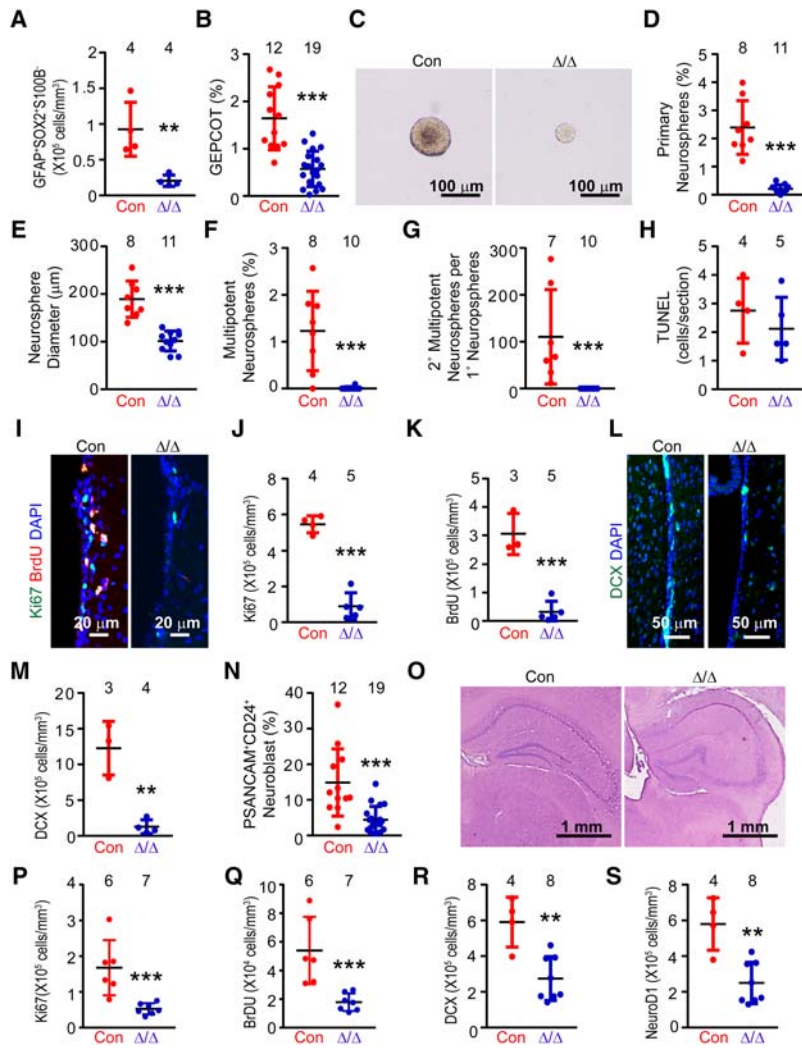 A
GFAP⁺SOX2⁺S100B⁻
(X10⁵ cells/mm³)
2
1
0.5
0
4 4
**
Con Δ/Δ
B
GEPCOT (%)
3
2
1
0
12 19
***
Con Δ/Δ
C
Con Δ/Δ
100 μm 100 μm
D
Primary
Neurospheres (%)
5
4
3
2
1
0
8 11
***
Con Δ/Δ
E
Neurosphere
Diameter (μm)
300
200
100
0
8 11
***
Con Δ/Δ
F
Multipotent
Neurospheres (%)
3
2
1
0
8 10
***
Con Δ/Δ
G
2˚ Multipotent
Neurospheres per
1˚ Neuropspheres
300
200
100
0
7 10
***
Con Δ/Δ
H
TUNEL
(cells/section)
5
4
3
2
1
0
4 5
Con Δ/Δ
I
Con Δ/Δ
Ki67 BrdU DAPI
20 μm 20 μm
J
Ki67 (X10⁵ cells/mm³)
8
6
4
2
0
4 5
***
Con Δ/Δ
K
BrdU (X10⁵ cells/mm³)
5
4
3
2
1
0
3 5
***
Con Δ/Δ
L
Con Δ/Δ
DCX DAPI
50 μm 50 μm
M
DCX (X10⁵ cells/mm³)
20
15
10
5
0
3 4
**
Con Δ/Δ
N
PSANCAM⁺CD24⁺
Neuroblast (%)
40
30
20
10
0
12 19
***
Con Δ/Δ
O
Con Δ/Δ
1 mm 1 mm
P
Ki67(X10⁵ cells/mm³)
4
3
2
1
0
6 7
***
Con Δ/Δ
Q
BrDU (X10⁴ cells/mm³)
10
8
6
4
2
0
6 7
***
Con Δ/Δ
R
DCX (X10⁵ cells/mm³)
8
6
4
2
0
4 8
**
Con Δ/Δ
S
NeuroD1 (X10⁵ cells/mm³)
8
6
4
2
0
4 8
**
Con Δ/Δ